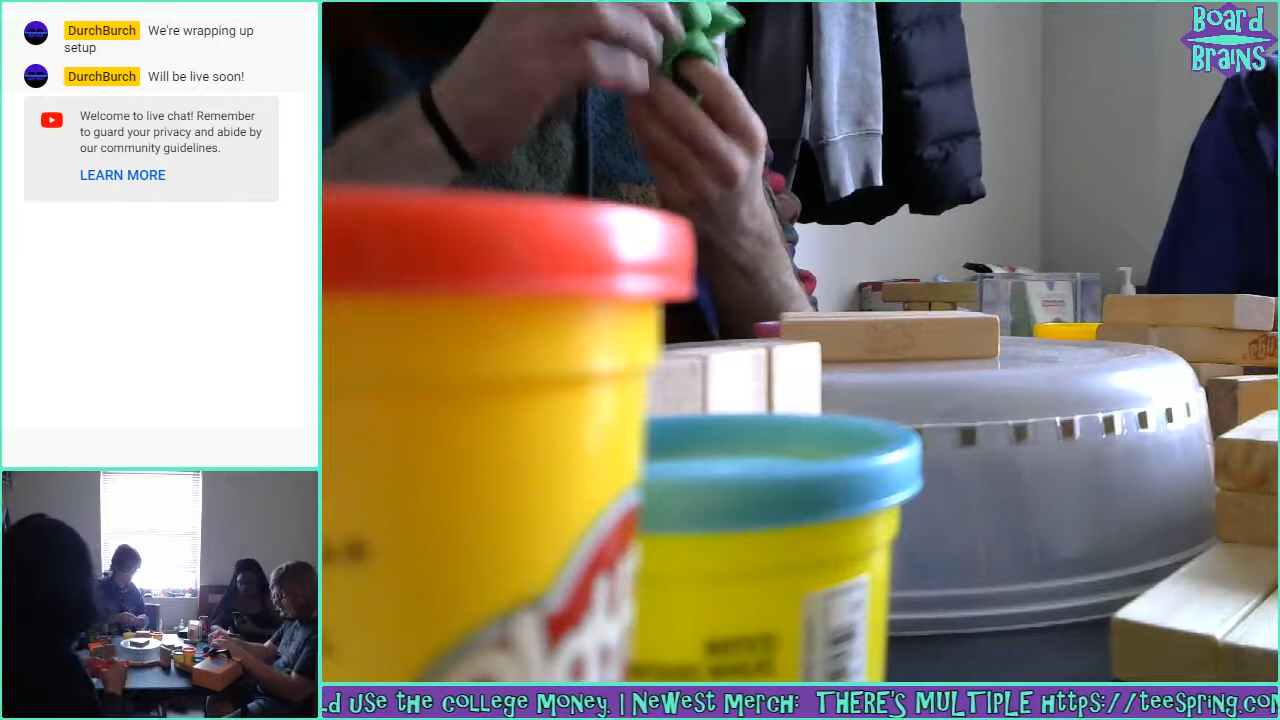 DurchBurch We're wrapping up
setup
DurchBurch Will be live soon!
Welcome to live chat! Remember
to guard your privacy and abide by
our community guidelines.
LEARN MORE
Board
Brains
ld use the college money. | Newest Merch: THERE'S MULTIPLE https://teespring.com